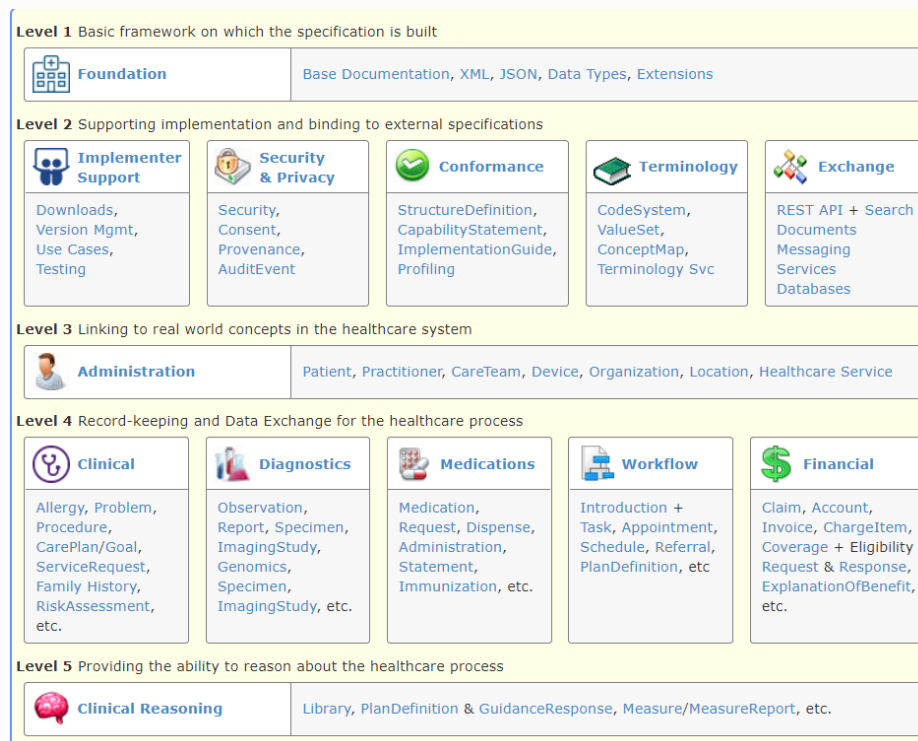 Level 1 Basic framework on which the specification is built
Foundation
Base Documentation, XML, JSON, Data Types, Extensions
Level 2 Supporting implementation and binding to external specifications
Implementer
Support
Downloads,
Version Mgmt,
Use Cases,
Testing
Security
& Privacy
Security,
Consent,
Provenance,
AuditEvent
Conformance
StructureDefinition,
CapabilityStatement,
ImplementationGuide,
Profiling
Terminology
CodeSystem,
ValueSet,
ConceptMap,
Terminology Svc
Exchange
REST API + Search
Documents
Messaging
Services
Databases
Level 3 Linking to real world concepts in the healthcare system
Administration
Patient, Practitioner, CareTeam, Device, Organization, Location, Healthcare Service
Level 4 Record-keeping and Data Exchange for the healthcare process
Clinical
Allergy, Problem,
Procedure,
CarePlan/Goal,
ServiceRequest,
Family History,
RiskAssessment,
etc.
Diagnostics
Observation,
Report, Specimen,
ImagingStudy,
Genomics,
Specimen,
ImagingStudy, etc.
Medications
Medication,
Request, Dispense,
Administration,
Statement,
Immunization, etc.
Workflow
Introduction +
Task, Appointment,
Schedule, Referral,
PlanDefinition, etc
Financial
Claim, Account,
Invoice, ChargeItem,
Coverage + Eligibility
Request & Response,
ExplanationOfBenefit,
etc.
Level 5 Providing the ability to reason about the healthcare process
Clinical Reasoning
Library, PlanDefinition & GuidanceResponse, Measure/MeasureReport, etc.